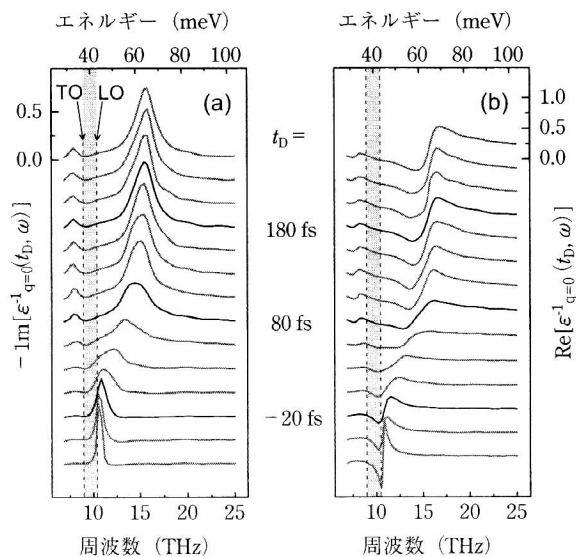 エネルギー (meV)
20 40 60 80 100
TO LO (a)
0.5
0.0
−Im[ε⁻¹q=0(tD, ω)]
10 15 20 25
周波数 (THz)
tD =
180 fs
80 fs
−20 fs
エネルギー (meV)
20 40 60 80 100
(b)
1.0
0.5
0.0
Re[ε⁻¹q=0(tD, ω)]
10 15 20 25
周波数 (THz)